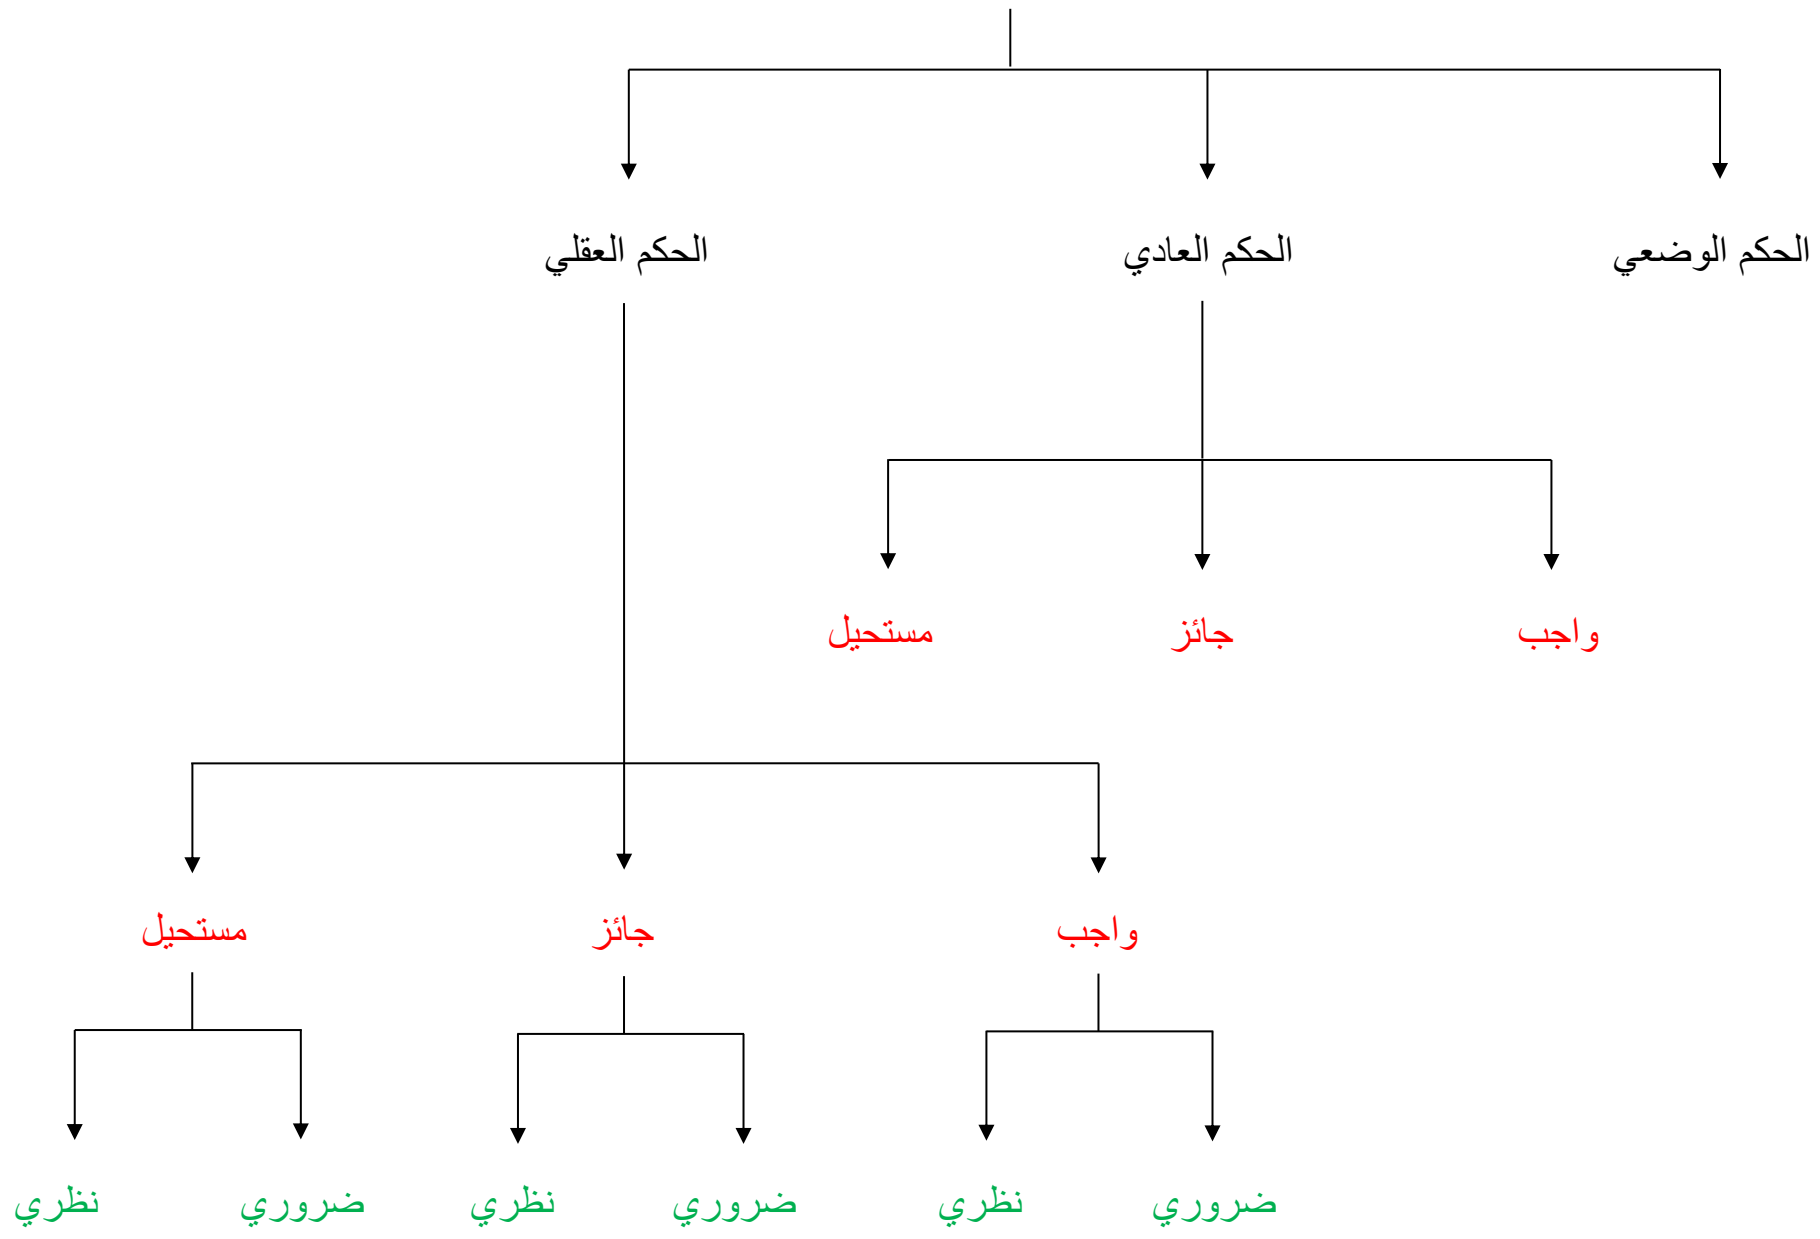 الحكم الوضعي
الحكم العادي
الحكم العقلي
واجب
جائز
مستحيل
واجب
جائز
مستحيل
ضروري
نظري
ضروري
نظري
ضروري
نظري